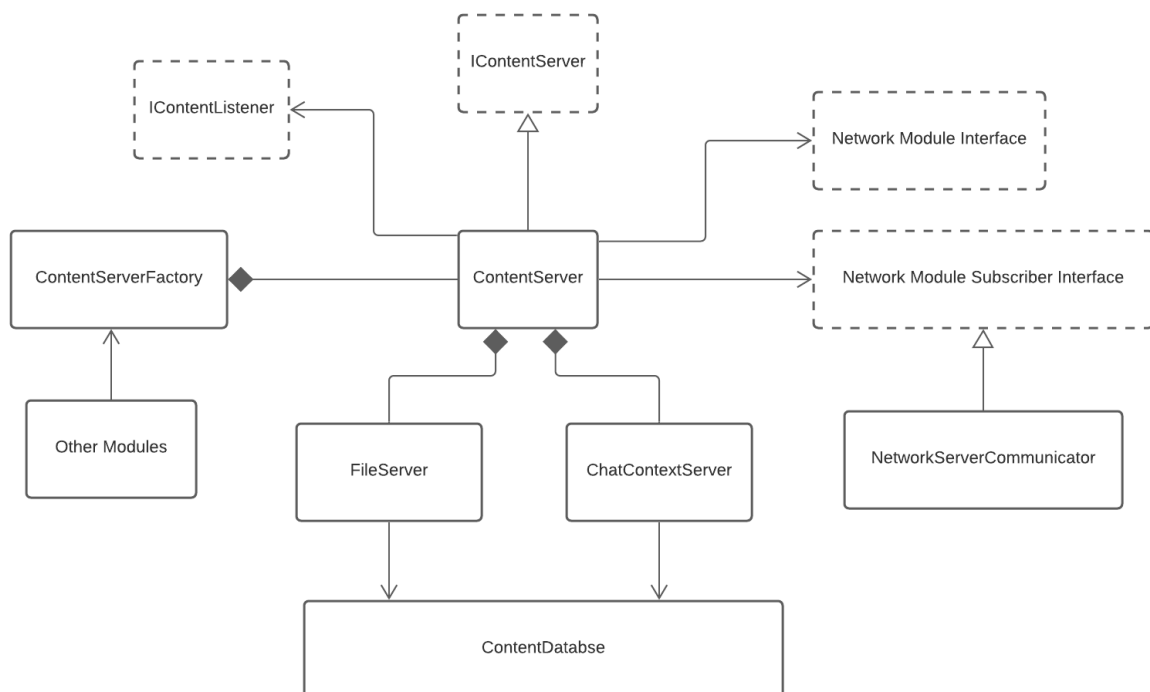 IContentServer
IContentListener
Network Module Interface
ContentServerFactory
ContentServer
Network Module Subscriber Interface
Other Modules
FileServer
ChatContextServer
NetworkServerCommunicator
ContentDatabse